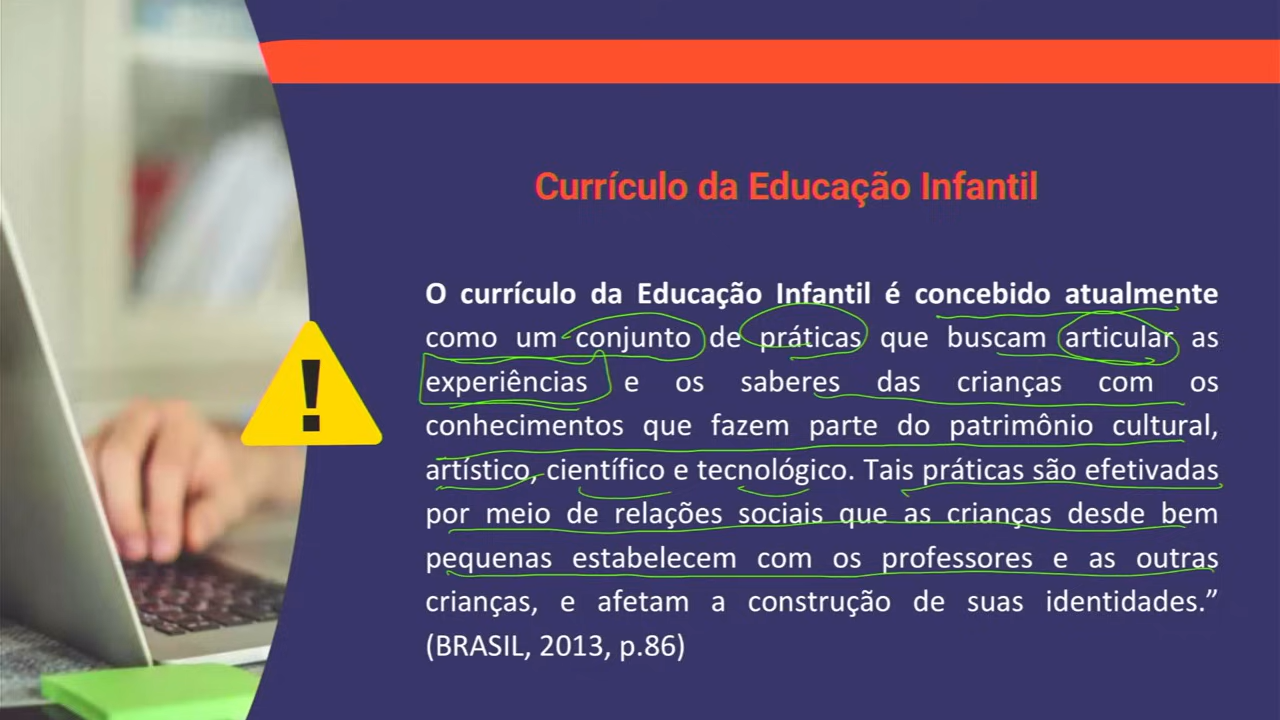 Currículo da Educação Infantil
O currículo da Educação Infantil é concebido atualmente
como um conjunto de práticas que buscam articular as
experiências e os saberes das crianças com os
conhecimentos que fazem parte do patrimônio cultural,
artístico, científico e tecnológico. Tais práticas são efetivadas
por meio de relações sociais que as crianças desde bem
pequenas estabelecem com os professores e as outras
crianças, e afetam a construção de suas identidades.”
(BRASIL, 2013, p.86)